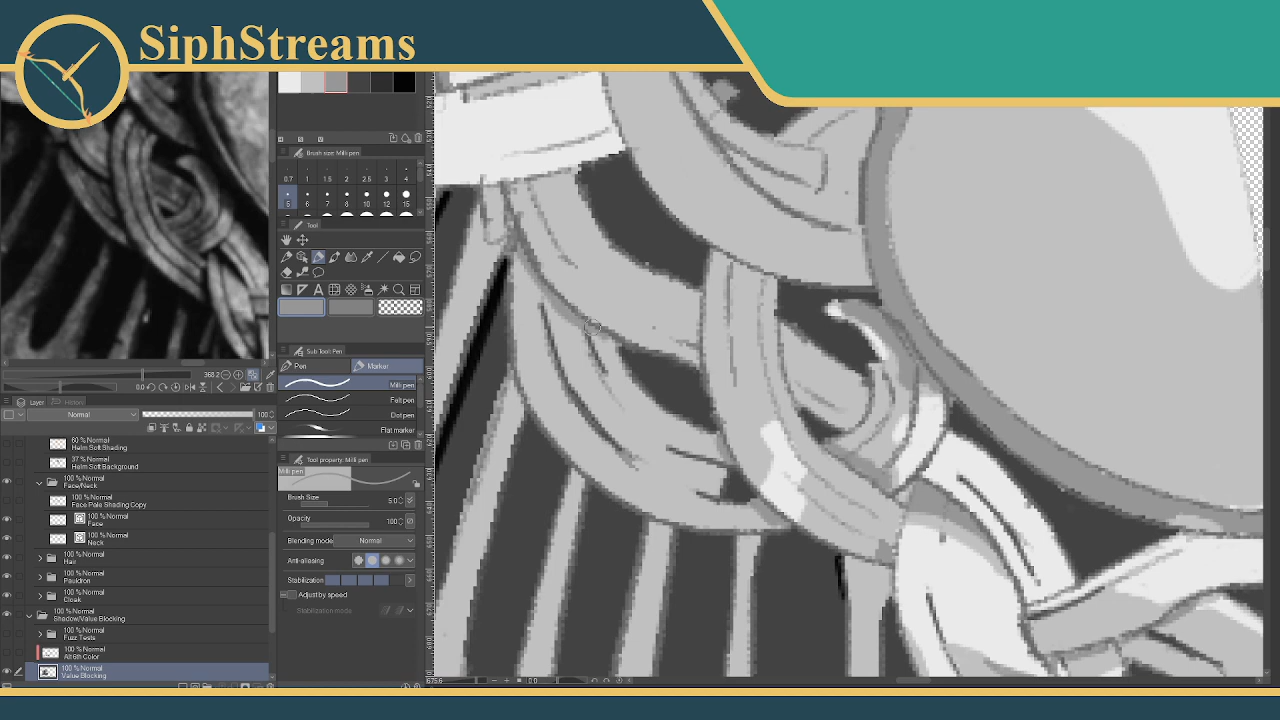 SiphStreams
Brush size Milli pen
0.7 1 1.5 2 2.5 3 4
5 6 7 8 10 12 15
Tool
Sub Tool Pen
Pen Marker
Milli pen
Felt pen
Dot pen
Flat marker
Tool property Milli pen
Milli pen
Brush Size 5.0
Opacity 100
Blending mode Normal
Anti-aliasing
Stabilization
Adjust by speed
Stabilization mode
368.2
0.0
Layer History
Normal 100
60 % Normal
Helm Soft Shading
37 % Normal
Helm Soft Background
100 % Normal
Face/Neck
100 % Normal
Face Pale Shading Copy
100 % Normal
Face
100 % Normal
Neck
100 % Normal
Hair
100 % Normal
Pauldron
100 % Normal
Cloak
100 % Normal
Shadow/Value Blocking
100 % Normal
Fuzz Tests
100 % Normal
Alt 6th Color
100 % Normal
Value Blocking